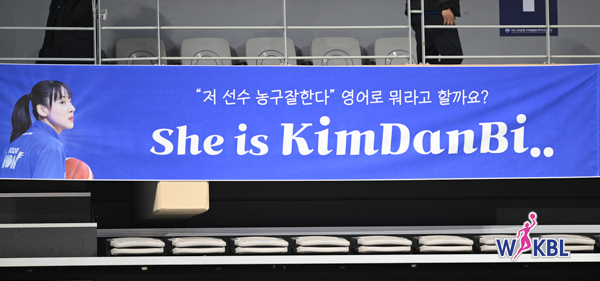 "저 선수 농구잘한다" 영어로 뭐라고 할까요?
She is KimDanBi..
WKBL